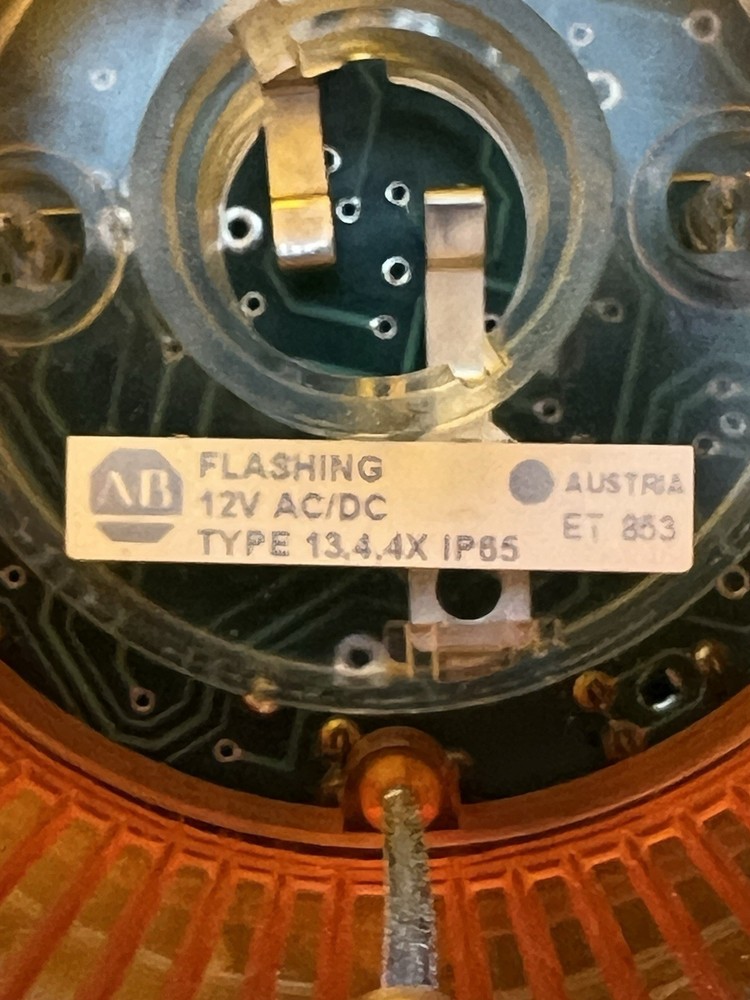 AB
FLASHING
12V AC/DC
TYPE 13.4.4X IP65
AUSTRIA
ET 853